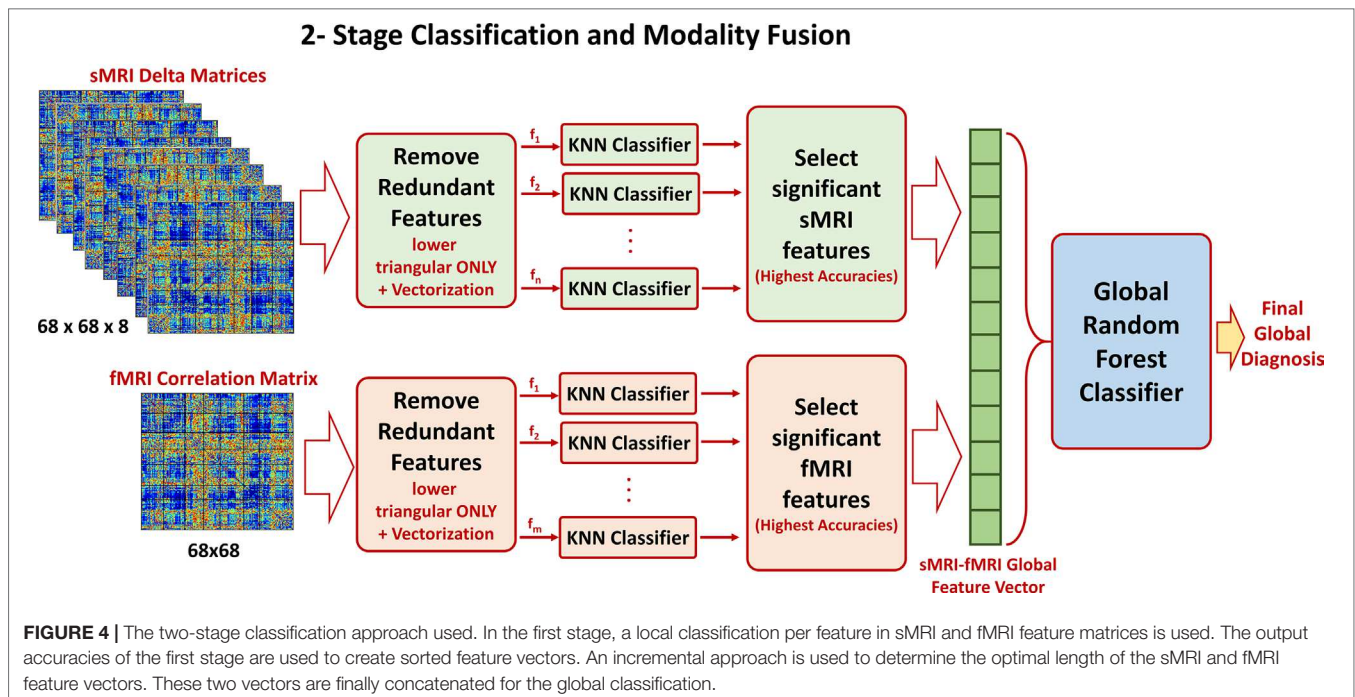 2- Stage Classification and Modality Fusion
sMRI Delta Matrices
68 x 68 x 8
Remove
Redundant
Features
lower
triangular ONLY
+ Vectorization
f1
KNN Classifier
f2
KNN Classifier
⋮
fn
KNN Classifier
Select
significant
sMRI
features
(Highest Accuracies)
fMRI Correlation Matrix
68x68
Remove
Redundant
Features
lower
triangular ONLY
+ Vectorization
f1
KNN Classifier
f2
KNN Classifier
⋮
fm
KNN Classifier
Select
significant
fMRI
features
(Highest Accuracies)
sMRI-fMRI Global
Feature Vector
Global
Random
Forest
Classifier
Final
Global
Diagnosis
FIGURE 4 | The two-stage classification approach used. In the first stage, a local classification per feature in sMRI and fMRI feature matrices is used. The output
accuracies of the first stage are used to create sorted feature vectors. An incremental approach is used to determine the optimal length of the sMRI and fMRI
feature vectors. These two vectors are finally concatenated for the global classification.